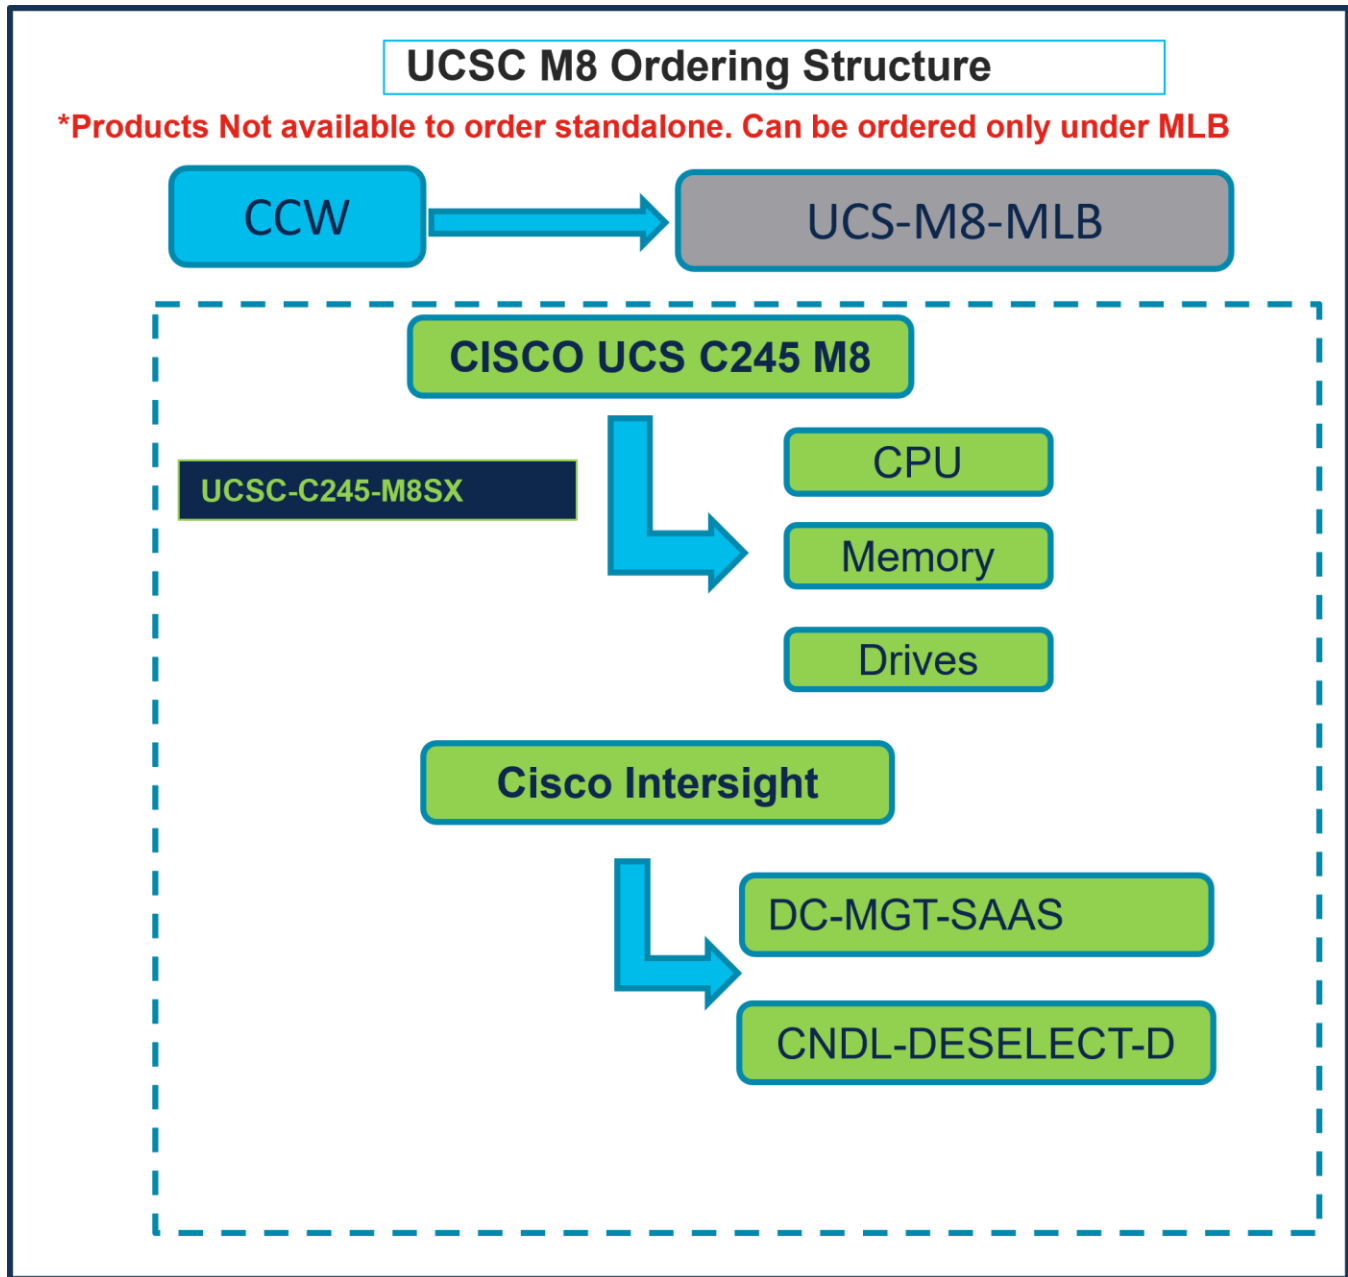 UCSC M8 Ordering Structure
*Products Not available to order standalone. Can be ordered only under MLB
CCW
UCS-M8-MLB
CISCO UCS C245 M8
UCSC-C245-M8SX
CPU
Memory
Drives
Cisco Intersight
DC-MGT-SAAS
CNDL-DESELECT-D